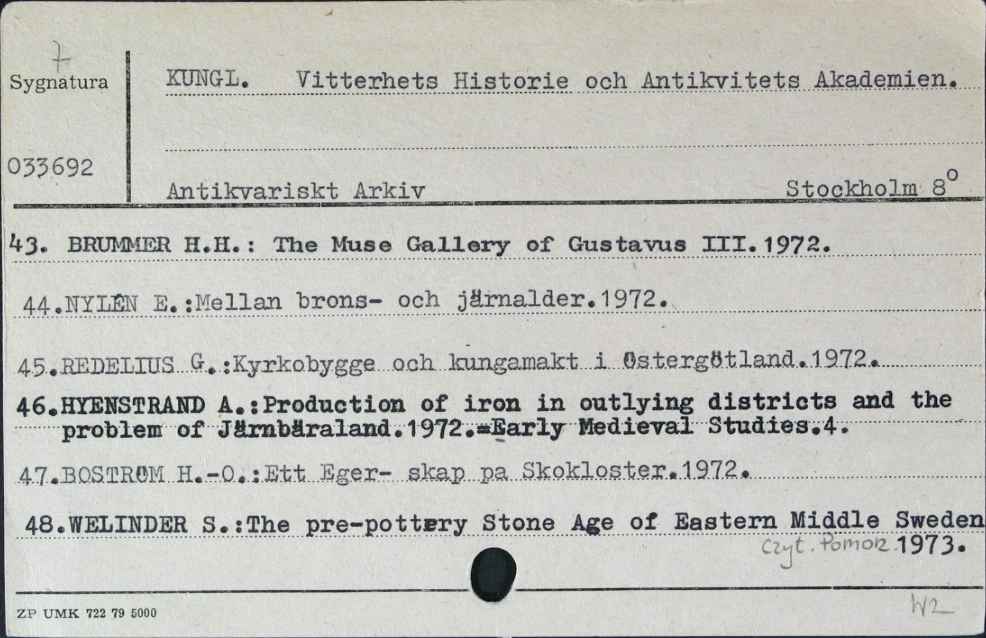 7
Sygnatura
KUNGL. Vitterhets Historie och Antikvitets Akademien.
033692
Antikvariskt Arkiv Stockholm 8°
43. BRUMMER H.H.: The Muse Gallery of Gustavus III.1972.
44.NYLÉN E.:Mellan brons- och järnalder.1972.
45.REDELIUS G.:Kyrkobygge och kungamakt i Östergötland.1972.
46.HYENSTRAND A.:Production of iron in outlying districts and the
problem of Järnbäraland.1972.=Early Medieval Studies.4.
47.BOSTRÖM H.-O.:Ett Eger- skap pa Skokloster.1972.
48.WELINDER S.:The pre-pottery Stone Age of Eastern Middle Sweden
Czyt. Pomorz 1973.
ZP UMK 722 79 5000
W2